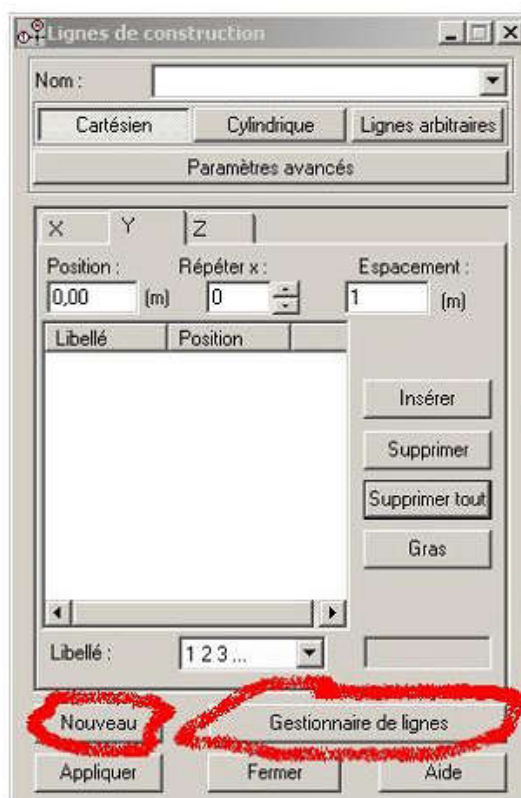 Lignes de construction
Nom :
Cartésien Cylindrique Lignes arbitraires
Paramètres avancés
X Y Z
Position : Répéter x : Espacement :
0,00 (m) 0 1 (m)
Libellé Position
Insérer
Supprimer
Supprimer tout
Gras
Libellé : 1 2 3 ...
Nouveau Gestionnaire de lignes
Appliquer Fermer Aide